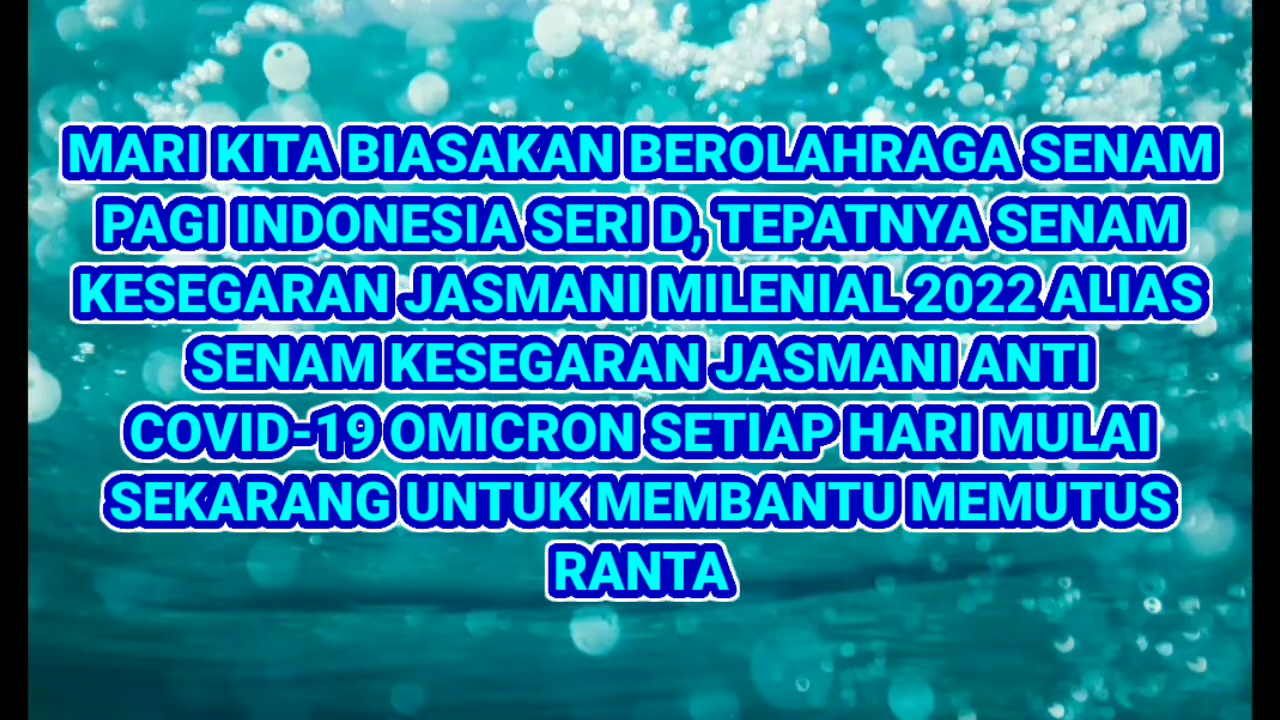 MARI KITA BIASAKAN BEROLAHRAGA SENAM
PAGI INDONESIA SERI D, TEPATNYA SENAM
KESEGARAN JASMANI MILENIAL 2022 ALIAS
SENAM KESEGARAN JASMANI ANTI
COVID-19 OMICRON SETIAP HARI MULAI
SEKARANG UNTUK MEMBANTU MEMUTUS
RANTA